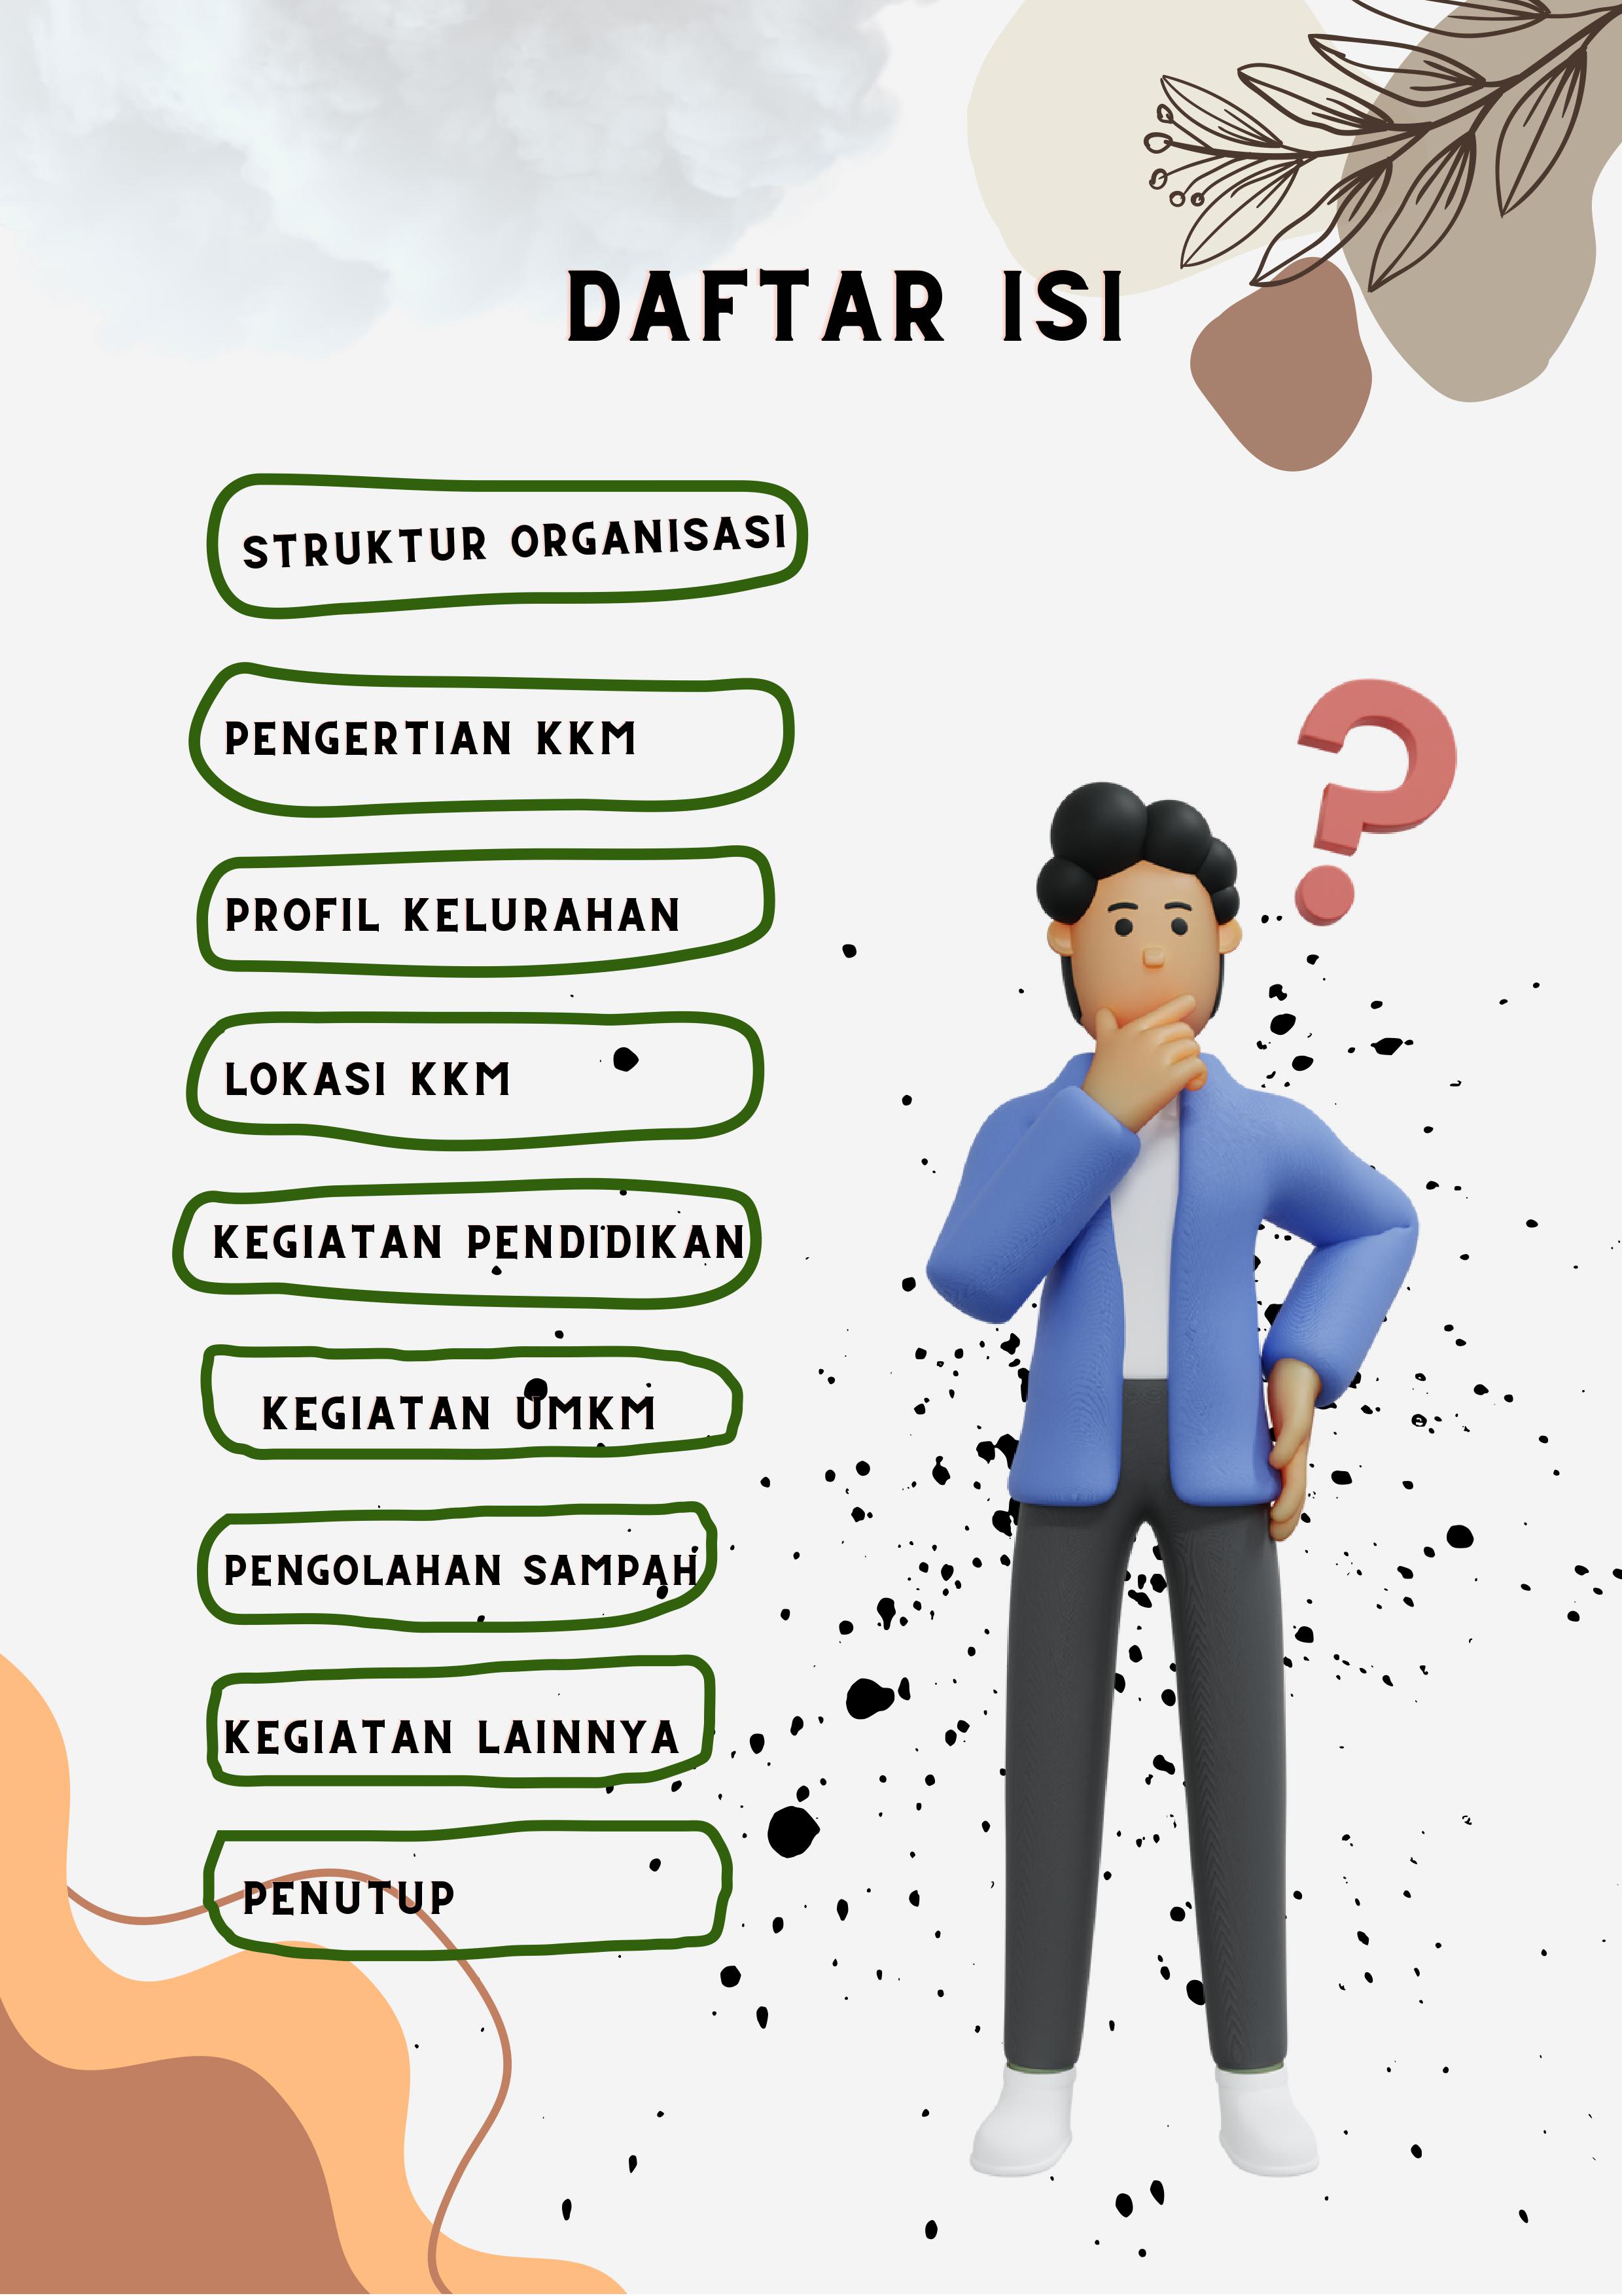 DAFTAR ISI
STRUKTUR ORGANISASI
PENGERTIAN KKM
PROFIL KELURAHAN
LOKASI KKM
KEGIATAN PENDIDIKAN
KEGIATAN UMKM
PENGOLAHAN SAMPAH
KEGIATAN LAINNYA
PENUTUP
?